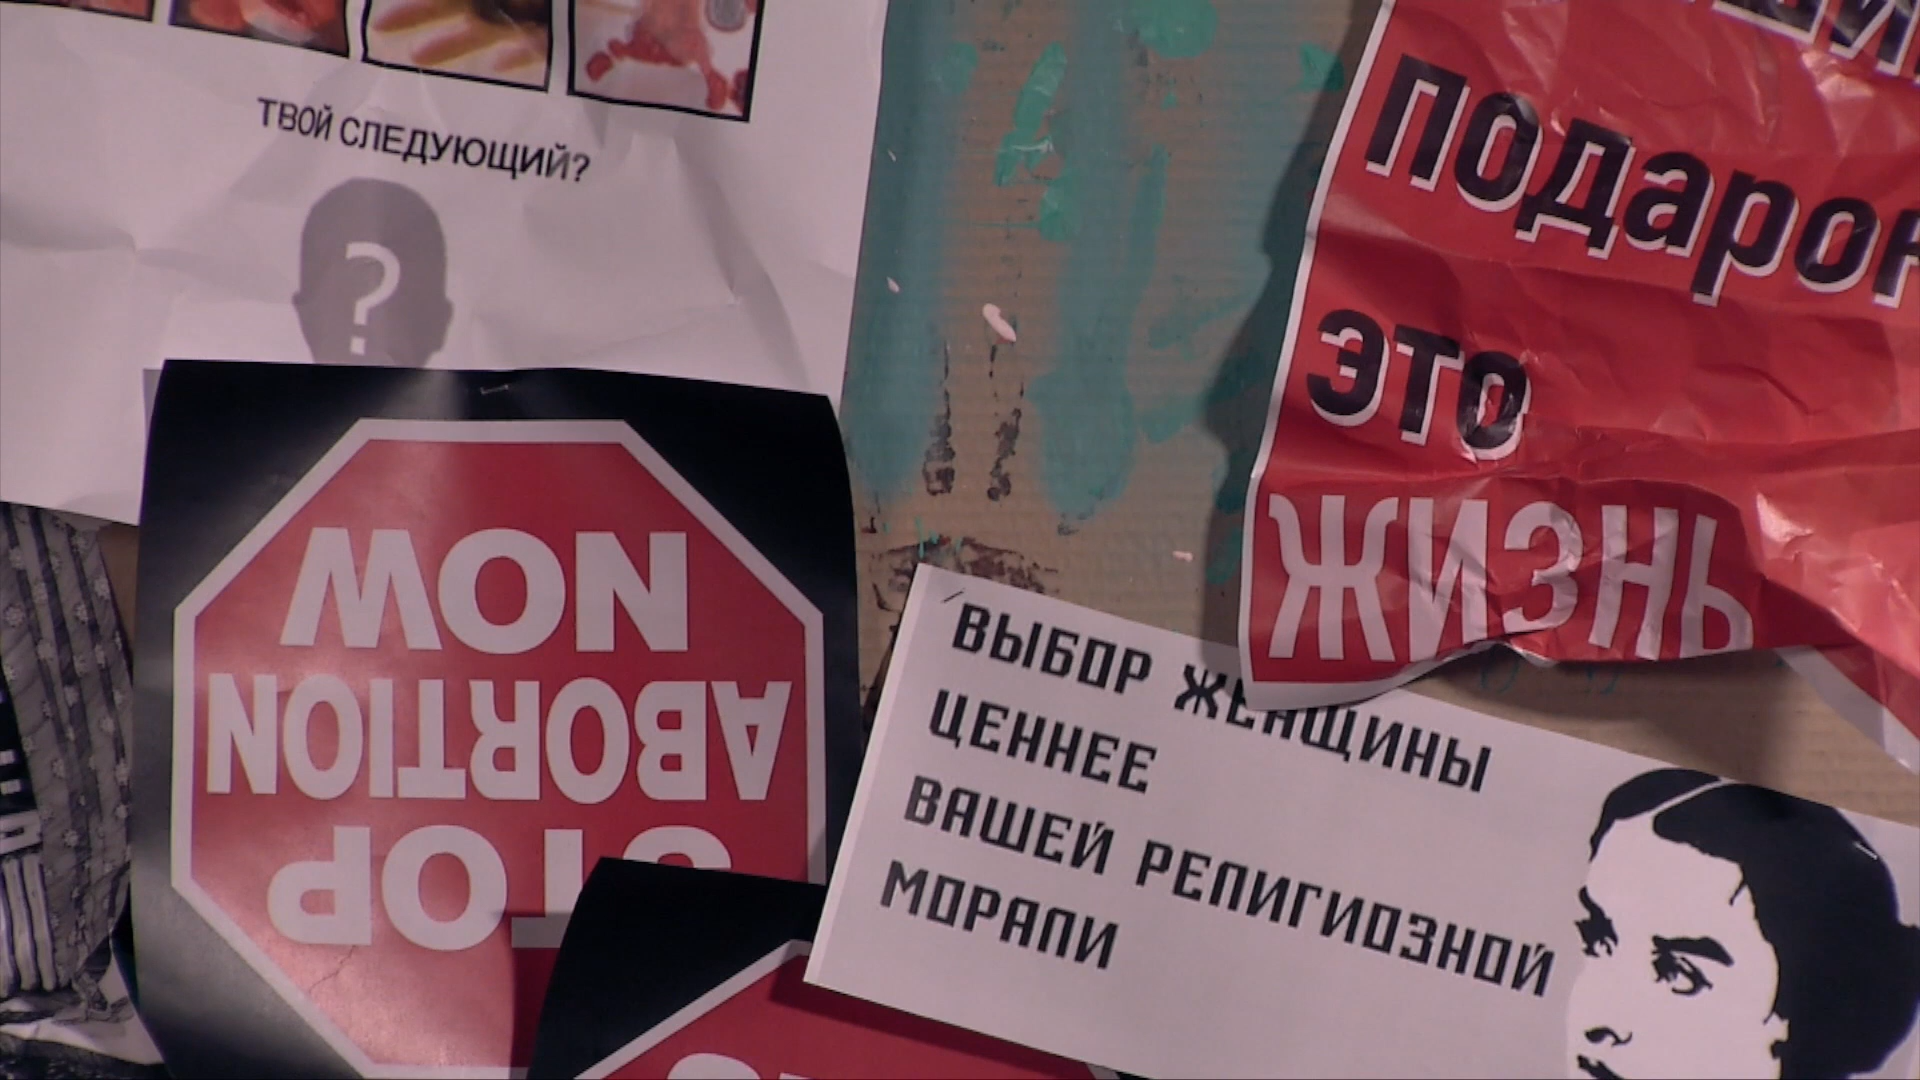 ТВОЙ СЛЕДУЮЩИЙ?
?
подарок
это
жизнь
STOP
ABORTION
NOW
ВЫБОР ЖЕНЩИНЫ
ЦЕННЕЕ
ВАШЕЙ РЕЛИГИОЗНОЙ
МОРАЛИ